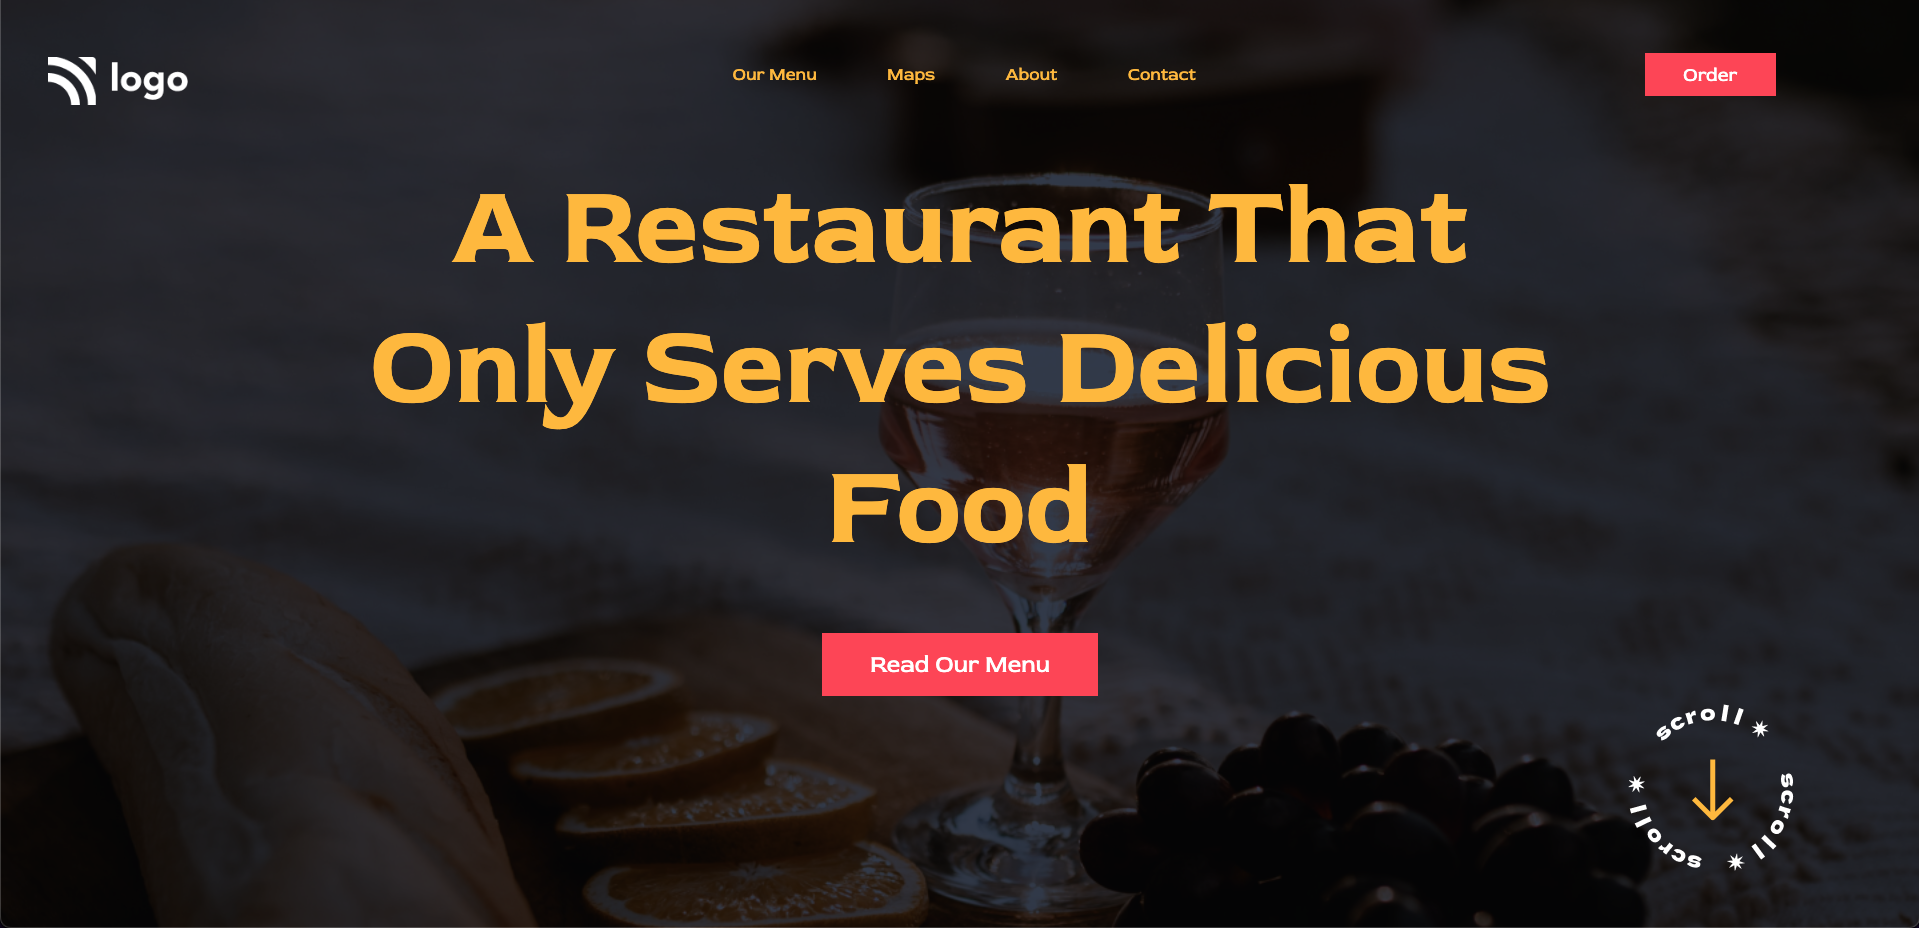 logo
Our Menu
Maps
About
Contact
Order
A Restaurant That
Only Serves Delicious
Food
Read Our Menu
scroll
scroll
scroll